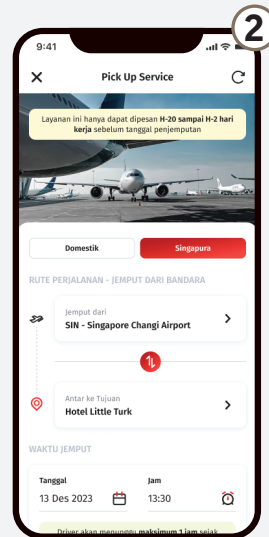 2
9:41
Pick Up Service
Layanan ini hanya dapat dipesan H-20 sampai H-2 hari
kerja sebelum tanggal penjemputan
Domestik
Singapura
RUTE PERJALANAN - JEMPUT DARI BANDARA
Jemput dari
SIN - Singapore Changi Airport
Antar ke Tujuan
Hotel Little Turk
WAKTU JEMPUT
Tanggal
Jam
13 Des 2023
13:30
Driver akan menunggu maksimum 1 jam sejak